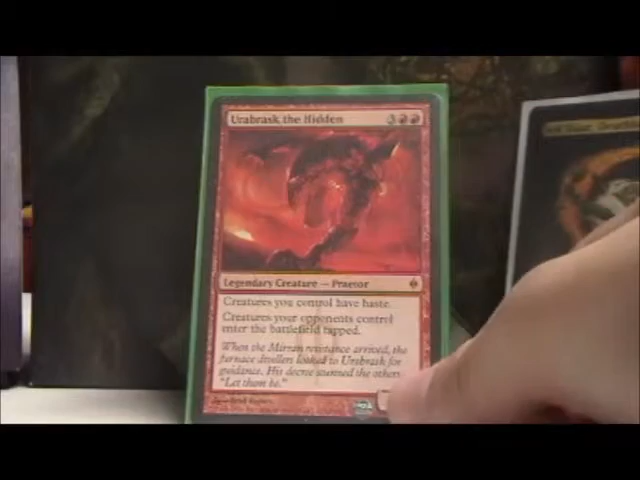 Urabrask the Hidden 3
Legendary Creature — Praetor
Creatures you control have haste.
Creatures your opponents control
enter the battlefield tapped.
When the Mirran resistance arrived, the
furnace dwellers looked to Urabrask for
guidance. His decree stunned the others.
"Let them be."